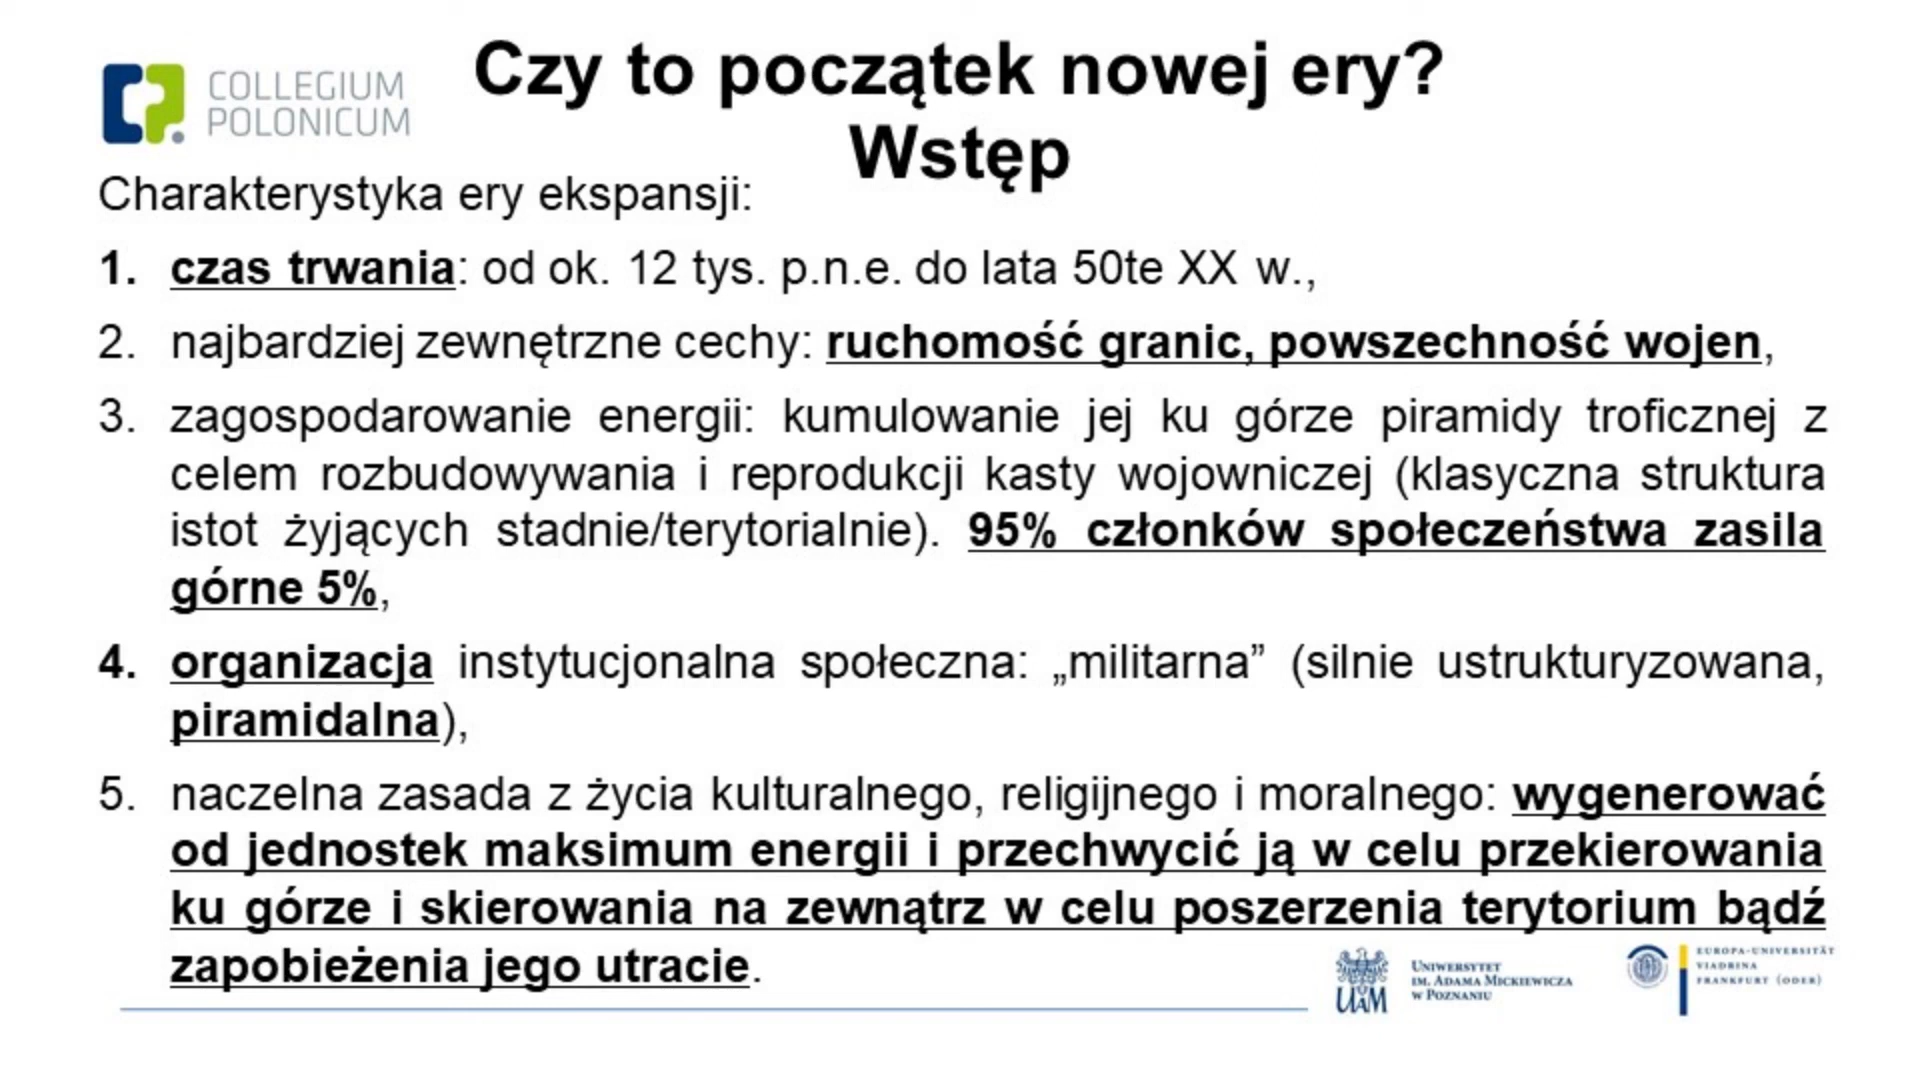 COLLEGIUM
POLONICUM
Czy to początek nowej ery?
Wstęp
Charakterystyka ery ekspansji:
1. czas trwania: od ok. 12 tys. p.n.e. do lata 50te XX w.,
2. najbardziej zewnętrzne cechy: ruchomość granic, powszechność wojen,
3. zagospodarowanie energii: kumulowanie jej ku górze piramidy troficznej z
celem rozbudowywania i reprodukcji kasty wojowniczej (klasyczna struktura
istot żyjących stadnie/terytorialnie). 95% członków społeczeństwa zasila
górne 5%,
4. organizacja instytucjonalna społeczna: „militarna” (silnie ustrukturyzowana,
piramidalna),
5. naczelna zasada z życia kulturalnego, religijnego i moralnego: wygenerować
od jednostek maksimum energii i przechwycić ją w celu przekierowania
ku górze i skierowania na zewnątrz w celu poszerzenia terytorium bądź
zapobieżenia jego utracie.
UAM
UNIWERSYTET
IM. ADAMA MICKIEWICZA
W POZNANIU
EUROPA-UNIVERSITÄT
VIADRINA
FRANKFURT (ODER)